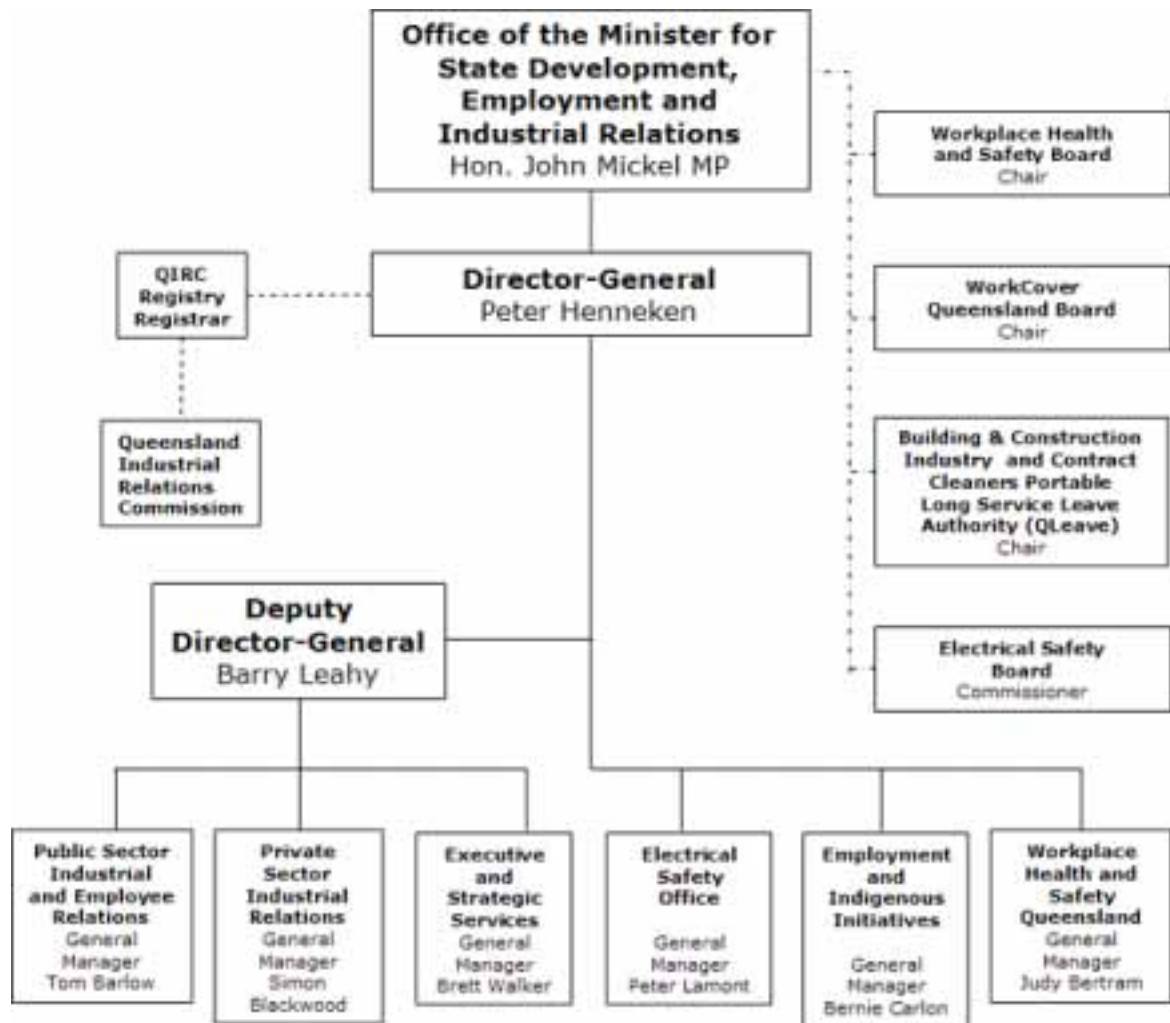 Office of the Minister for
State Development,
Employment and
Industrial Relations
Hon. John Mickel MP
Workplace Health
and Safety Board
Chair
QIRC
Registry
Registrar
Director-General
Peter Henneken
WorkCover
Queensland Board
Chair
Queensland
Industrial
Relations
Commission
Building & Construction
Industry and Contract
Cleaners Portable
Long Service Leave
Authority (QLeave)
Chair
Deputy
Director-General
Barry Leahy
Electrical Safety
Board
Commissioner
Public Sector
Industrial
and Employee
Relations
General
Manager
Tom Barlow
Private
Sector
Industrial
Relations
General
Manager
Simon
Blackwood
Executive
and
Strategic
Services
General
Manager
Brett Walker
Electrical
Safety
Office
General
Manager
Peter Lamont
Employment
and
Indigenous
Initiatives
General
Manager
Bernie Carlon
Workplace
Health and
Safety
Queensland
General
Manager
Judy Bertram